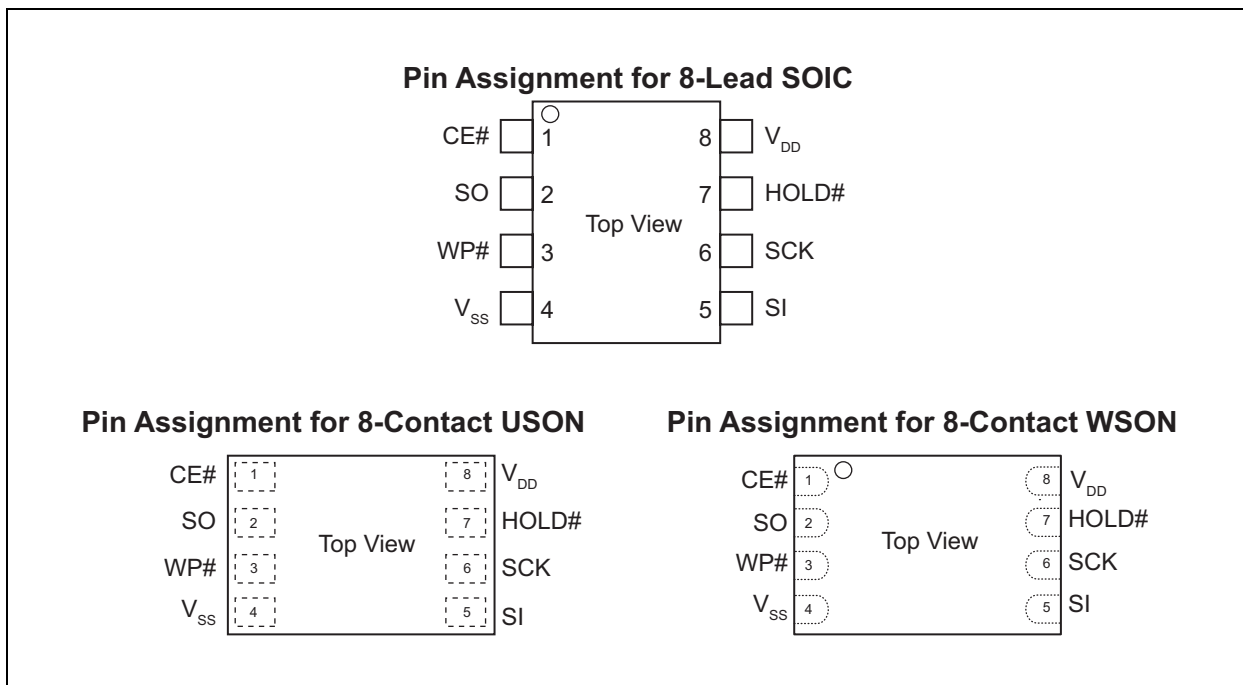 Pin Assignment for 8-Lead SOIC
CE# 1 8 VDD
SO 2 7 HOLD#
Top View
WP# 3 6 SCK
VSS 4 5 SI
Pin Assignment for 8-Contact USON
CE# 1 8 VDD
SO 2 7 HOLD#
Top View
WP# 3 6 SCK
VSS 4 5 SI
Pin Assignment for 8-Contact WSON
CE# 1 8 VDD
SO 2 7 HOLD#
Top View
WP# 3 6 SCK
VSS 4 5 SI